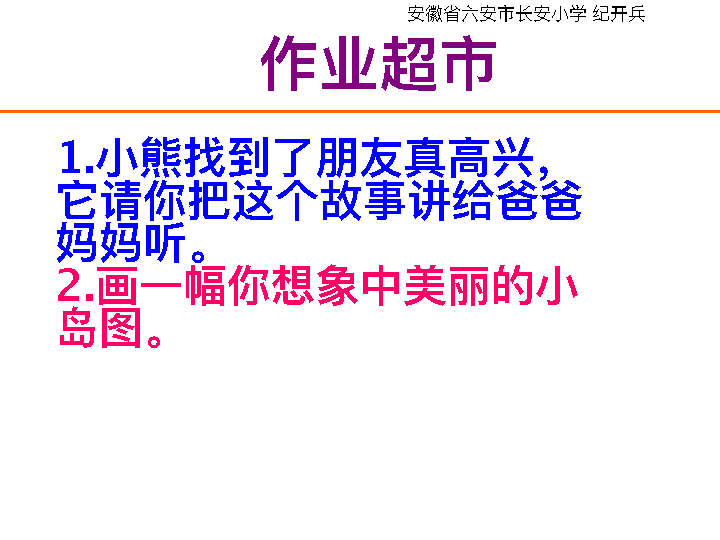 安徽省六安市长安小学 纪开兵
作业超市
1.小熊找到了朋友真高兴，
它请你把这个故事讲给爸爸
妈妈听。
2.画一幅你想象中美丽的小
岛图。